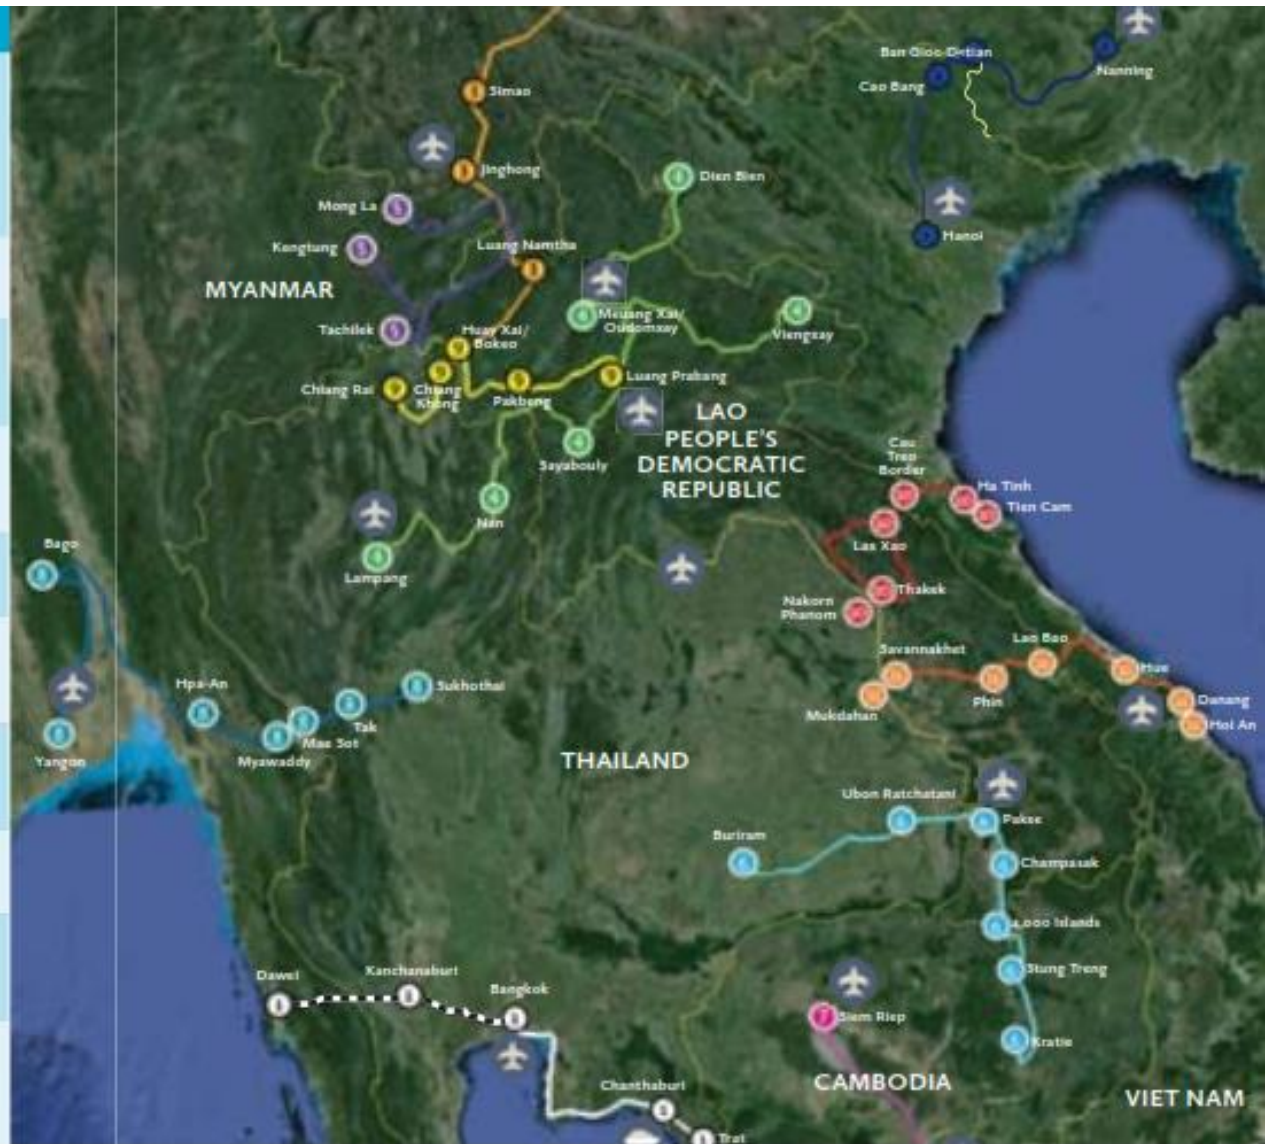 Ban Gioc-Detian
Cao Bang
Nanning
Simao
Jinghong
Dien Bien
Mong La
Hanoi
Kengtung
Luang Namtha
MYANMAR
Meuang Xai/
Oudomxay
Viengxay
Tachilek
Huay Xai/
Bokeo
Chiang Rai
Chiang
Khong
Pakbeng
Luang Prabang
LAO
PEOPLE'S
DEMOCRATIC
REPUBLIC
Sayabouly
Nan
Lampang
Cau
Treo
Border
Ha Tinh
Tien Cam
Lak Xao
Bago
Thakek
Nakorn
Phanom
Savannakhet
Lao Bao
Hue
Hpa-An
Sukhothai
Mukdahan
Phin
Danang
Hoi An
Tak
Mae Sot
Yangon
Myawaddy
THAILAND
Ubon Ratchatani
Pakse
Buriram
Champasak
4,000 Islands
Stung Treng
Dawei
Kanchanaburi
Bangkok
7
Siem Riep
Kratie
CAMBODIA
Chanthaburi
VIET NAM
Trat